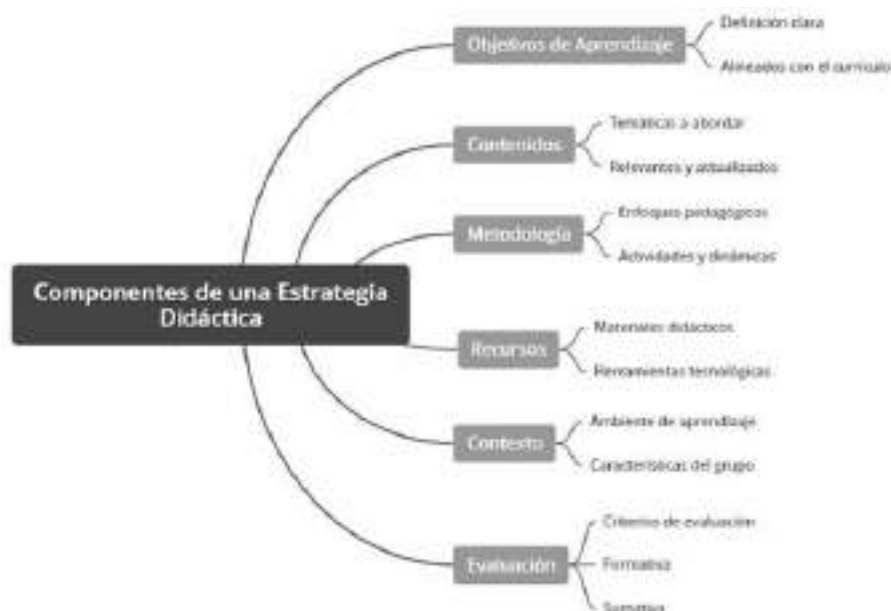 Componentes de una Estrategia
Didáctica
Objetivos de Aprendizaje
Definición clara
Alineados con el currículo
Contenidos
Temáticas a abordar
Relevantes y actualizados
Metodología
Enfoques pedagógicos
Actividades y dinámicas
Recursos
Materiales didácticos
Herramientas tecnológicas
Contexto
Ambiente de aprendizaje
Características del grupo
Evaluación
Criterios de evaluación
Formativa
Sumativa